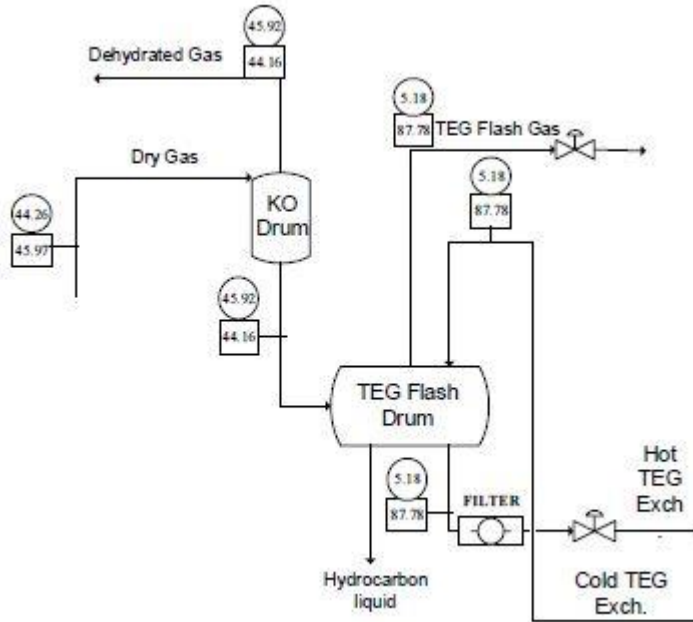 45.92
44.16
Dehydrated Gas
5.18
87.78
TEG Flash Gas
Dry Gas
5.18
87.78
44.26
45.97
KO
Drum
45.92
44.16
TEG Flash
Drum
5.18
87.78
FILTER
Hot
TEG
Exch
Hydrocarbon
liquid
Cold TEG
Exch.